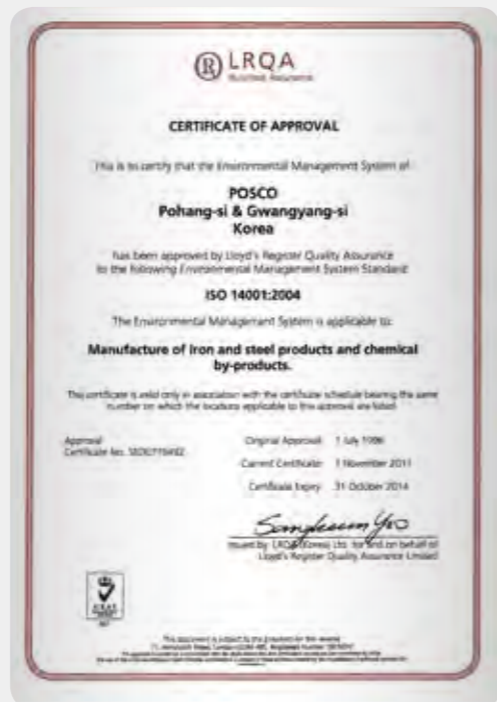 LRQA
Business Assurance
CERTIFICATE OF APPROVAL
This is to certify that the Environmental Management System of:
POSCO
Pohang-si & Gwangyang-si
Korea
has been approved by Lloyd's Register Quality Assurance
to the following Environmental Management System Standard:
ISO 14001:2004
The Environmental Management System is applicable to:
Manufacture of iron and steel products and chemical
by-products.
This certificate is valid only in association with the certificate schedule bearing the same
number on which the locations applicable to this approval are listed.
Approval
Certificate No:
Original Approval: 1 July 1996
Current Certificate: 1 November 2011
Certificate Expiry: 31 October 2014
Issued by: LRQA (Korea) Ltd. for and on behalf of
Lloyd's Register Quality Assurance Limited